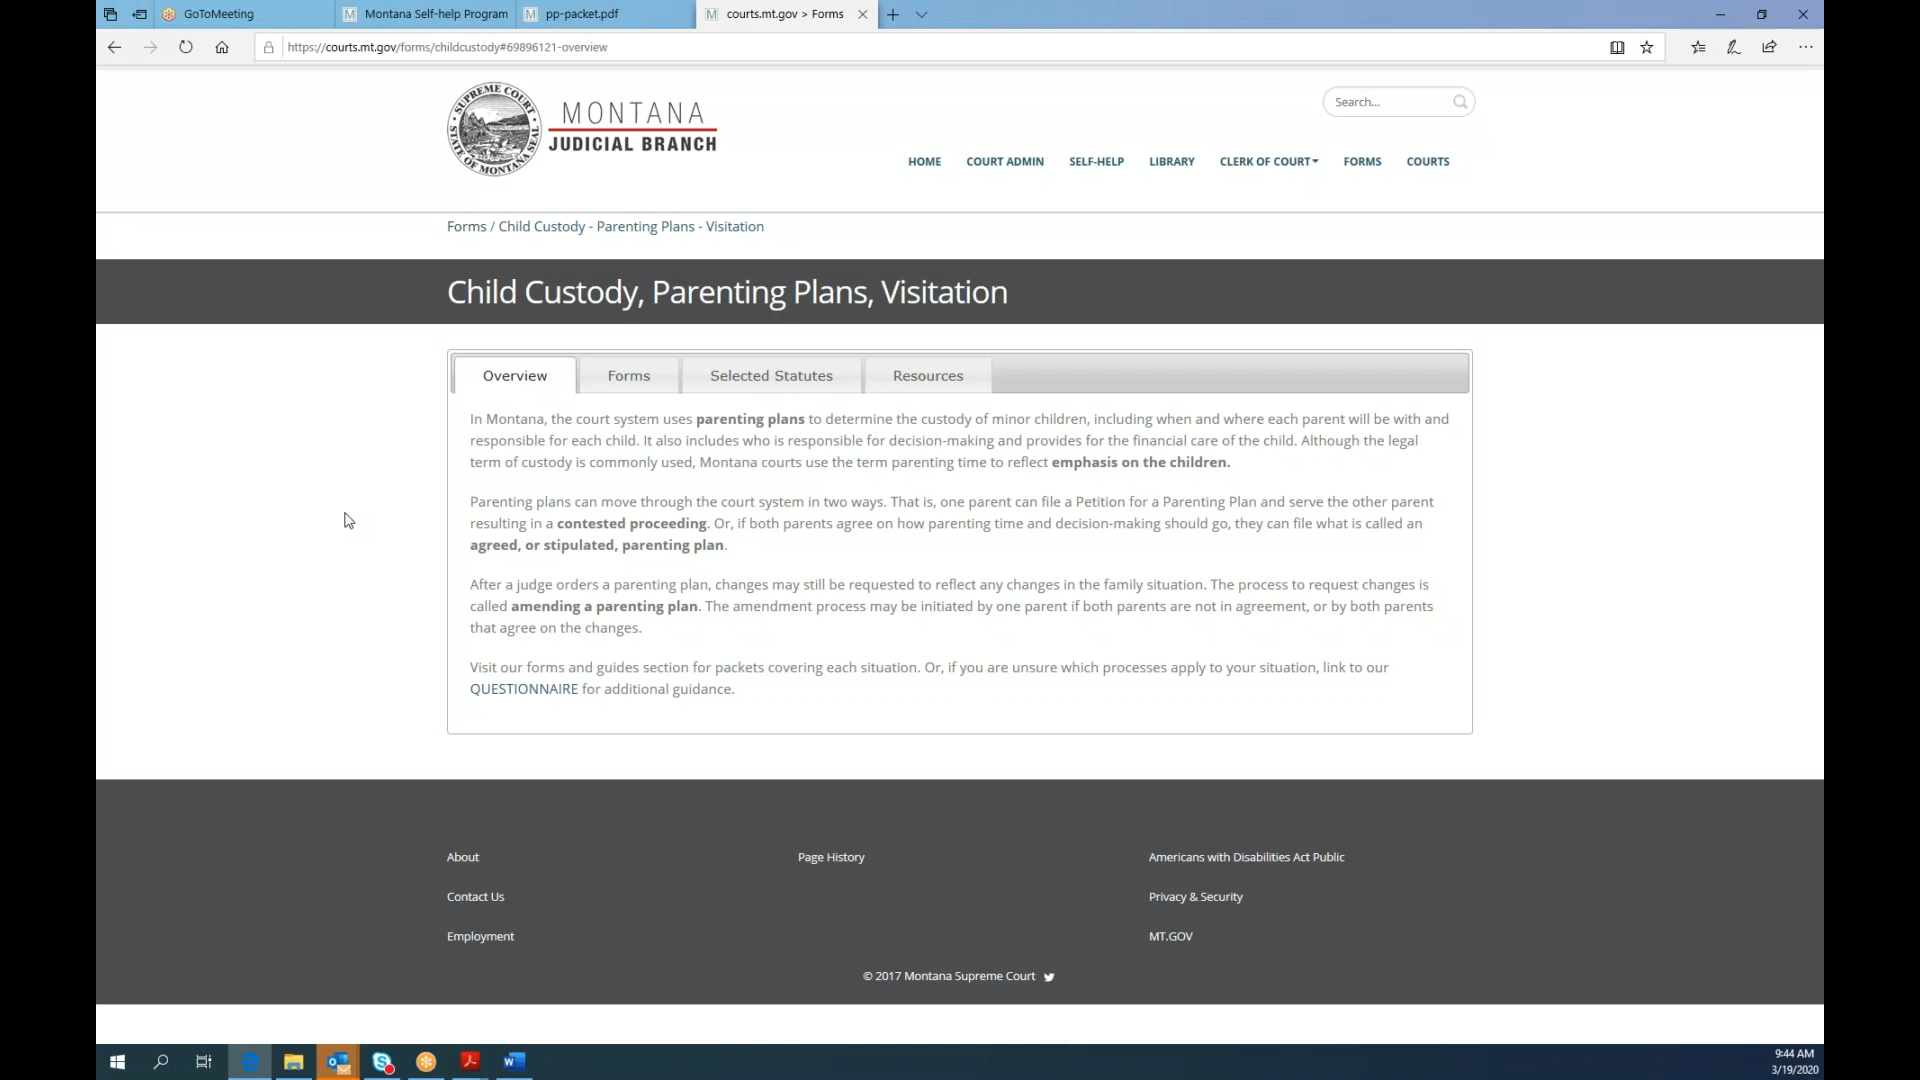 GoToMeeting
Montana Self-help Program
pp-packet.pdf
courts.mt.gov > Forms
https://courts.mt.gov/forms/childcustody#69896121-overview
SUPREME COURT
STATE OF MONTANA SEAL
MONTANA
JUDICIAL BRANCH
Search...
HOME COURT ADMIN SELF-HELP LIBRARY CLERK OF COURT FORMS COURTS
Forms / Child Custody - Parenting Plans - Visitation
Child Custody, Parenting Plans, Visitation
Overview Forms Selected Statutes Resources
In Montana, the court system uses parenting plans to determine the custody of minor children, including when and where each parent will be with and
responsible for each child. It also includes who is responsible for decision-making and provides for the financial care of the child. Although the legal
term of custody is commonly used, Montana courts use the term parenting time to reflect emphasis on the children.
Parenting plans can move through the court system in two ways. That is, one parent can file a Petition for a Parenting Plan and serve the other parent
resulting in a contested proceeding. Or, if both parents agree on how parenting time and decision-making should go, they can file what is called an
agreed, or stipulated, parenting plan.
After a judge orders a parenting plan, changes may still be requested to reflect any changes in the family situation. The process to request changes is
called amending a parenting plan. The amendment process may be initiated by one parent if both parents are not in agreement, or by both parents
that agree on the changes.
Visit our forms and guides section for packets covering each situation. Or, if you are unsure which processes apply to your situation, link to our
QUESTIONNAIRE for additional guidance.
About Page History Americans with Disabilities Act Public
Contact Us Privacy & Security
Employment MT.GOV
© 2017 Montana Supreme Court
9:44 AM
3/19/2020